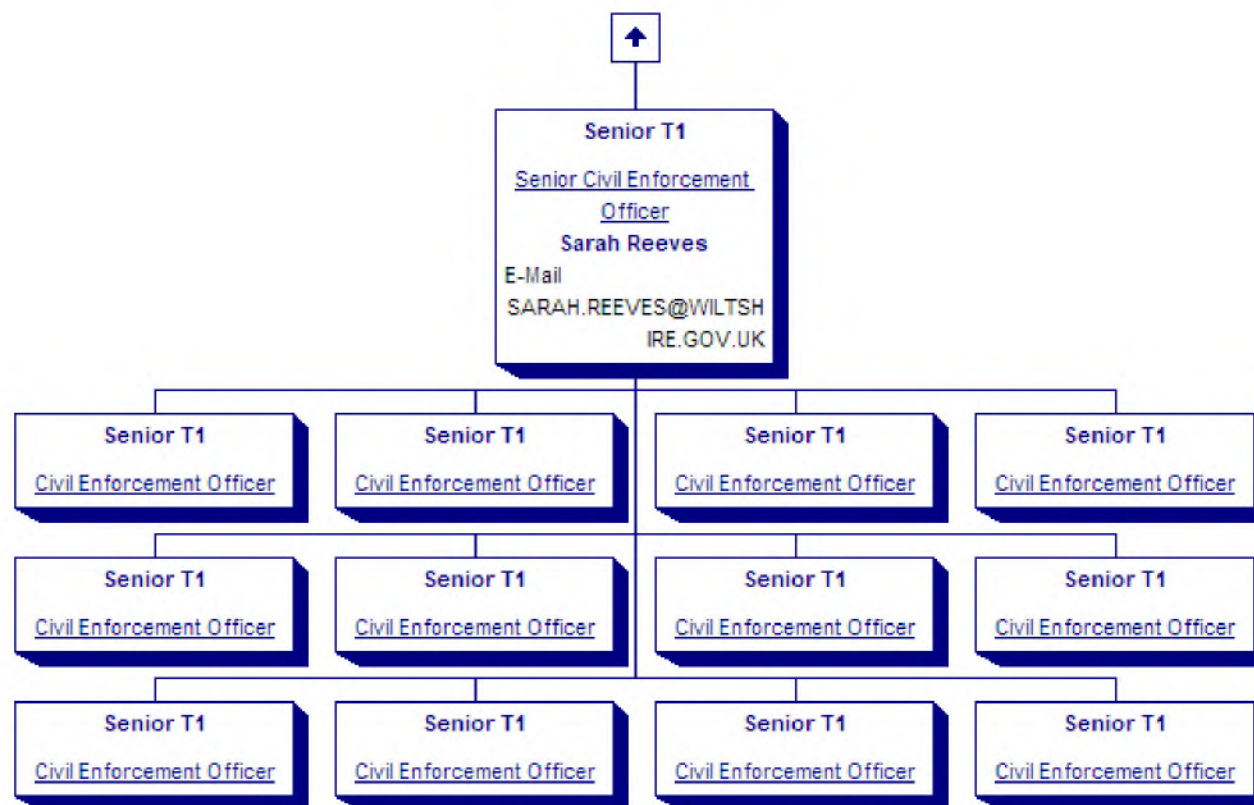 Senior T1
Senior Civil Enforcement
Officer
Sarah Reeves
E-Mail
SARAH.REEVES@WILTSH
IRE.GOV.UK
Senior T1
Civil Enforcement Officer
Senior T1
Civil Enforcement Officer
Senior T1
Civil Enforcement Officer
Senior T1
Civil Enforcement Officer
Senior T1
Civil Enforcement Officer
Senior T1
Civil Enforcement Officer
Senior T1
Civil Enforcement Officer
Senior T1
Civil Enforcement Officer
Senior T1
Civil Enforcement Officer
Senior T1
Civil Enforcement Officer
Senior T1
Civil Enforcement Officer
Senior T1
Civil Enforcement Officer